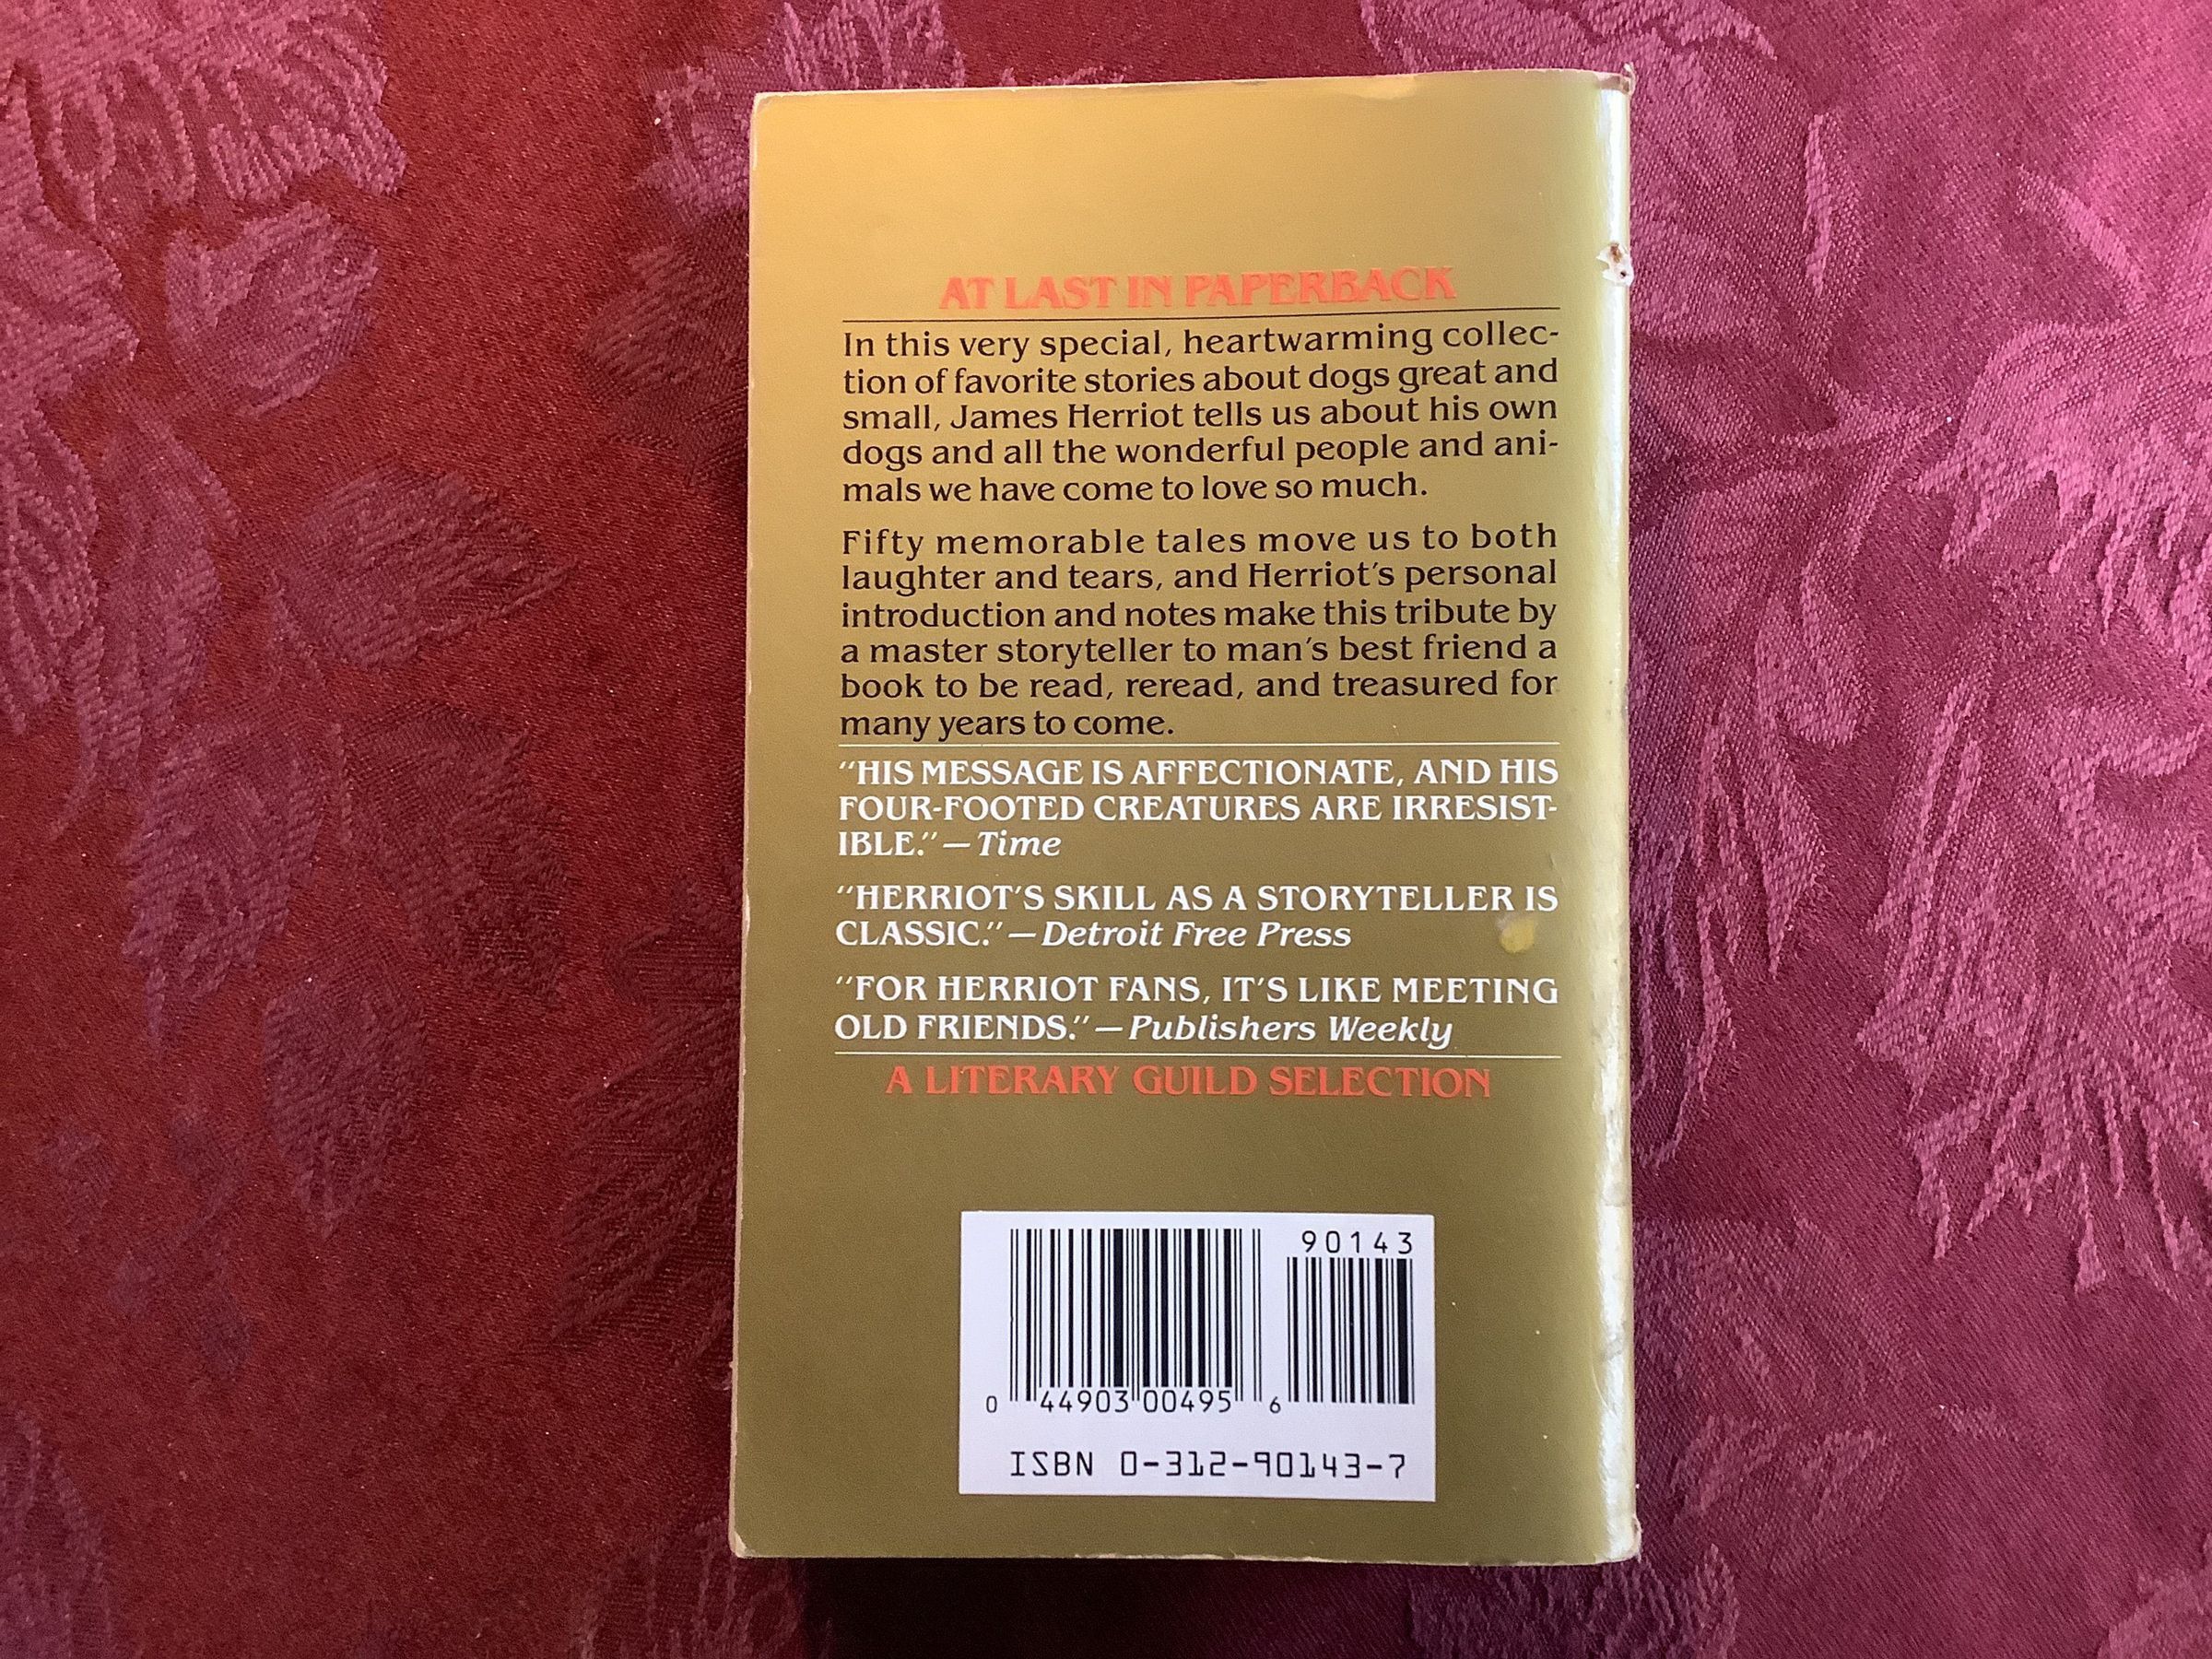 AT LAST IN PAPERBACK
In this very special, heartwarming collec-
tion of favorite stories about dogs great and
small, James Herriot tells us about his own
dogs and all the wonderful people and ani-
mals we have come to love so much.
Fifty memorable tales move us to both
laughter and tears, and Herriot's personal
introduction and notes make this tribute by
a master storyteller to man's best friend a
book to be read, reread, and treasured for
many years to come.
"HIS MESSAGE IS AFFECTIONATE, AND HIS
FOUR-FOOTED CREATURES ARE IRRESIST-
IBLE."—Time
"HERRIOT'S SKILL AS A STORYTELLER IS
CLASSIC."—Detroit Free Press
"FOR HERRIOT FANS, IT'S LIKE MEETING
OLD FRIENDS."—Publishers Weekly
A LITERARY GUILD SELECTION
90143
0 44903 00495 6
ISBN 0-312-90143-7